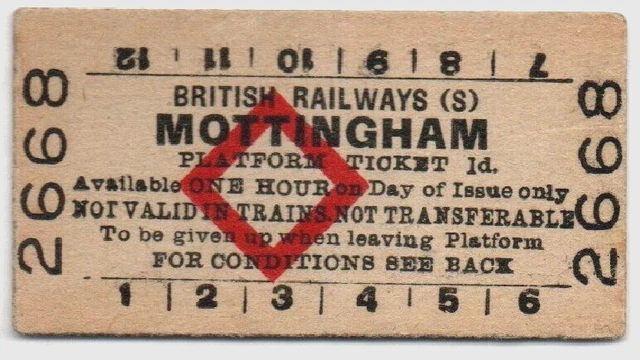 12 | 11 | 10 | 9 | 8 | 7
BRITISH RAILWAYS (S)
MOTTINGHAM
PLATFORM TICKET 1d.
Available ONE HOUR on Day of Issue only
NOT VALID IN TRAINS. NOT TRANSFERABLE
To be given up when leaving Platform
FOR CONDITIONS SEE BACK
1 | 2 | 3 | 4 | 5 | 6
2668
2668